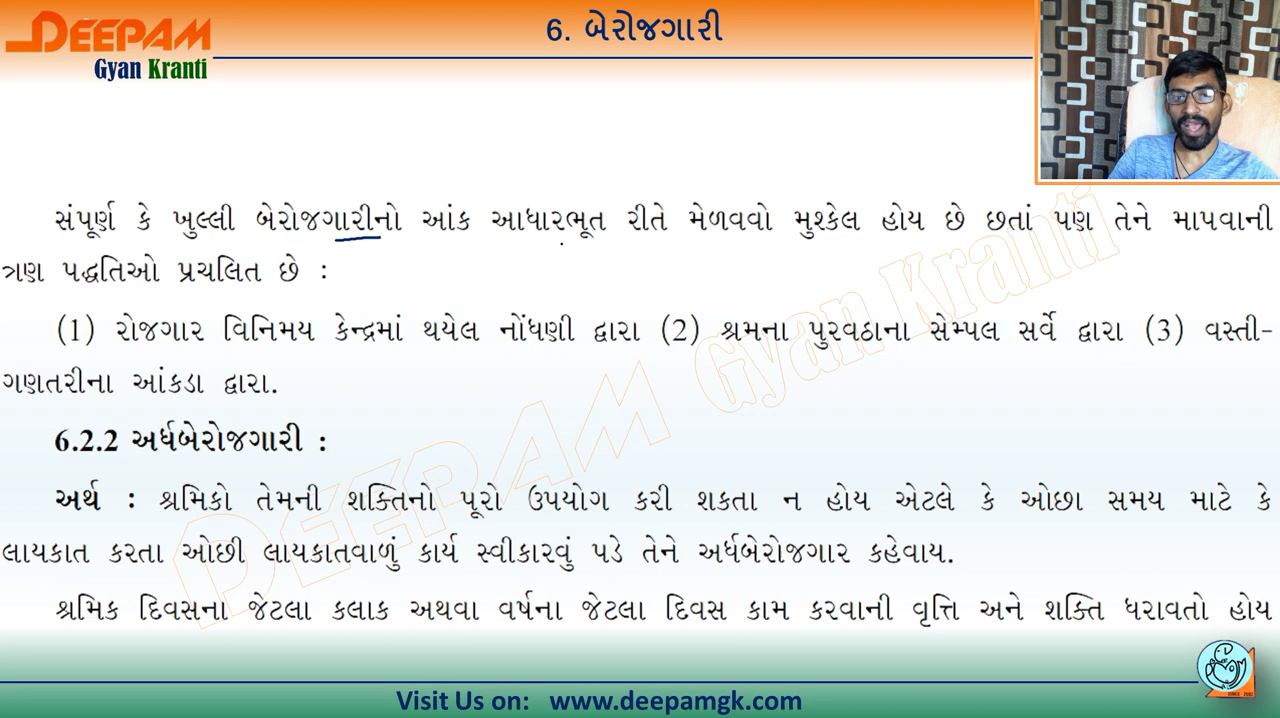 DEEPAM
Gyan Kranti
6. બેરોજગારી
સંપૂર્ણ કે ખુલ્લી બેરોજગારીનો આંક આધારભૂત રીતે મેળવવો મુશ્કેલ હોય છે છતાં પણ તેને માપવાની
ત્રણ પદ્ધતિઓ પ્રચલિત છે :
(1) રોજગાર વિનિમય કેન્દ્રમાં થયેલ નોંધણી દ્વારા (2) શ્રમના પુરવઠાના સેમ્પલ સર્વે દ્વારા (3) વસ્તી-
ગણતરીના આંકડા દ્વારા.
6.2.2 અર્ધબેરોજગારી :
અર્થ : શ્રમિકો તેમની શક્તિનો પૂરો ઉપયોગ કરી શકતા ન હોય એટલે કે ઓછા સમય માટે કે
લાયકાત કરતા ઓછી લાયકાતવાળું કાર્ય સ્વીકારવું પડે તેને અર્ધબેરોજગાર કહેવાય.
શ્રમિક દિવસના જેટલા કલાક અથવા વર્ષના જેટલા દિવસ કામ કરવાની વૃત્તિ અને શક્તિ ધરાવતો હોય
DEEPAM Gyan Kranti
Visit Us on: www.deepamgk.com